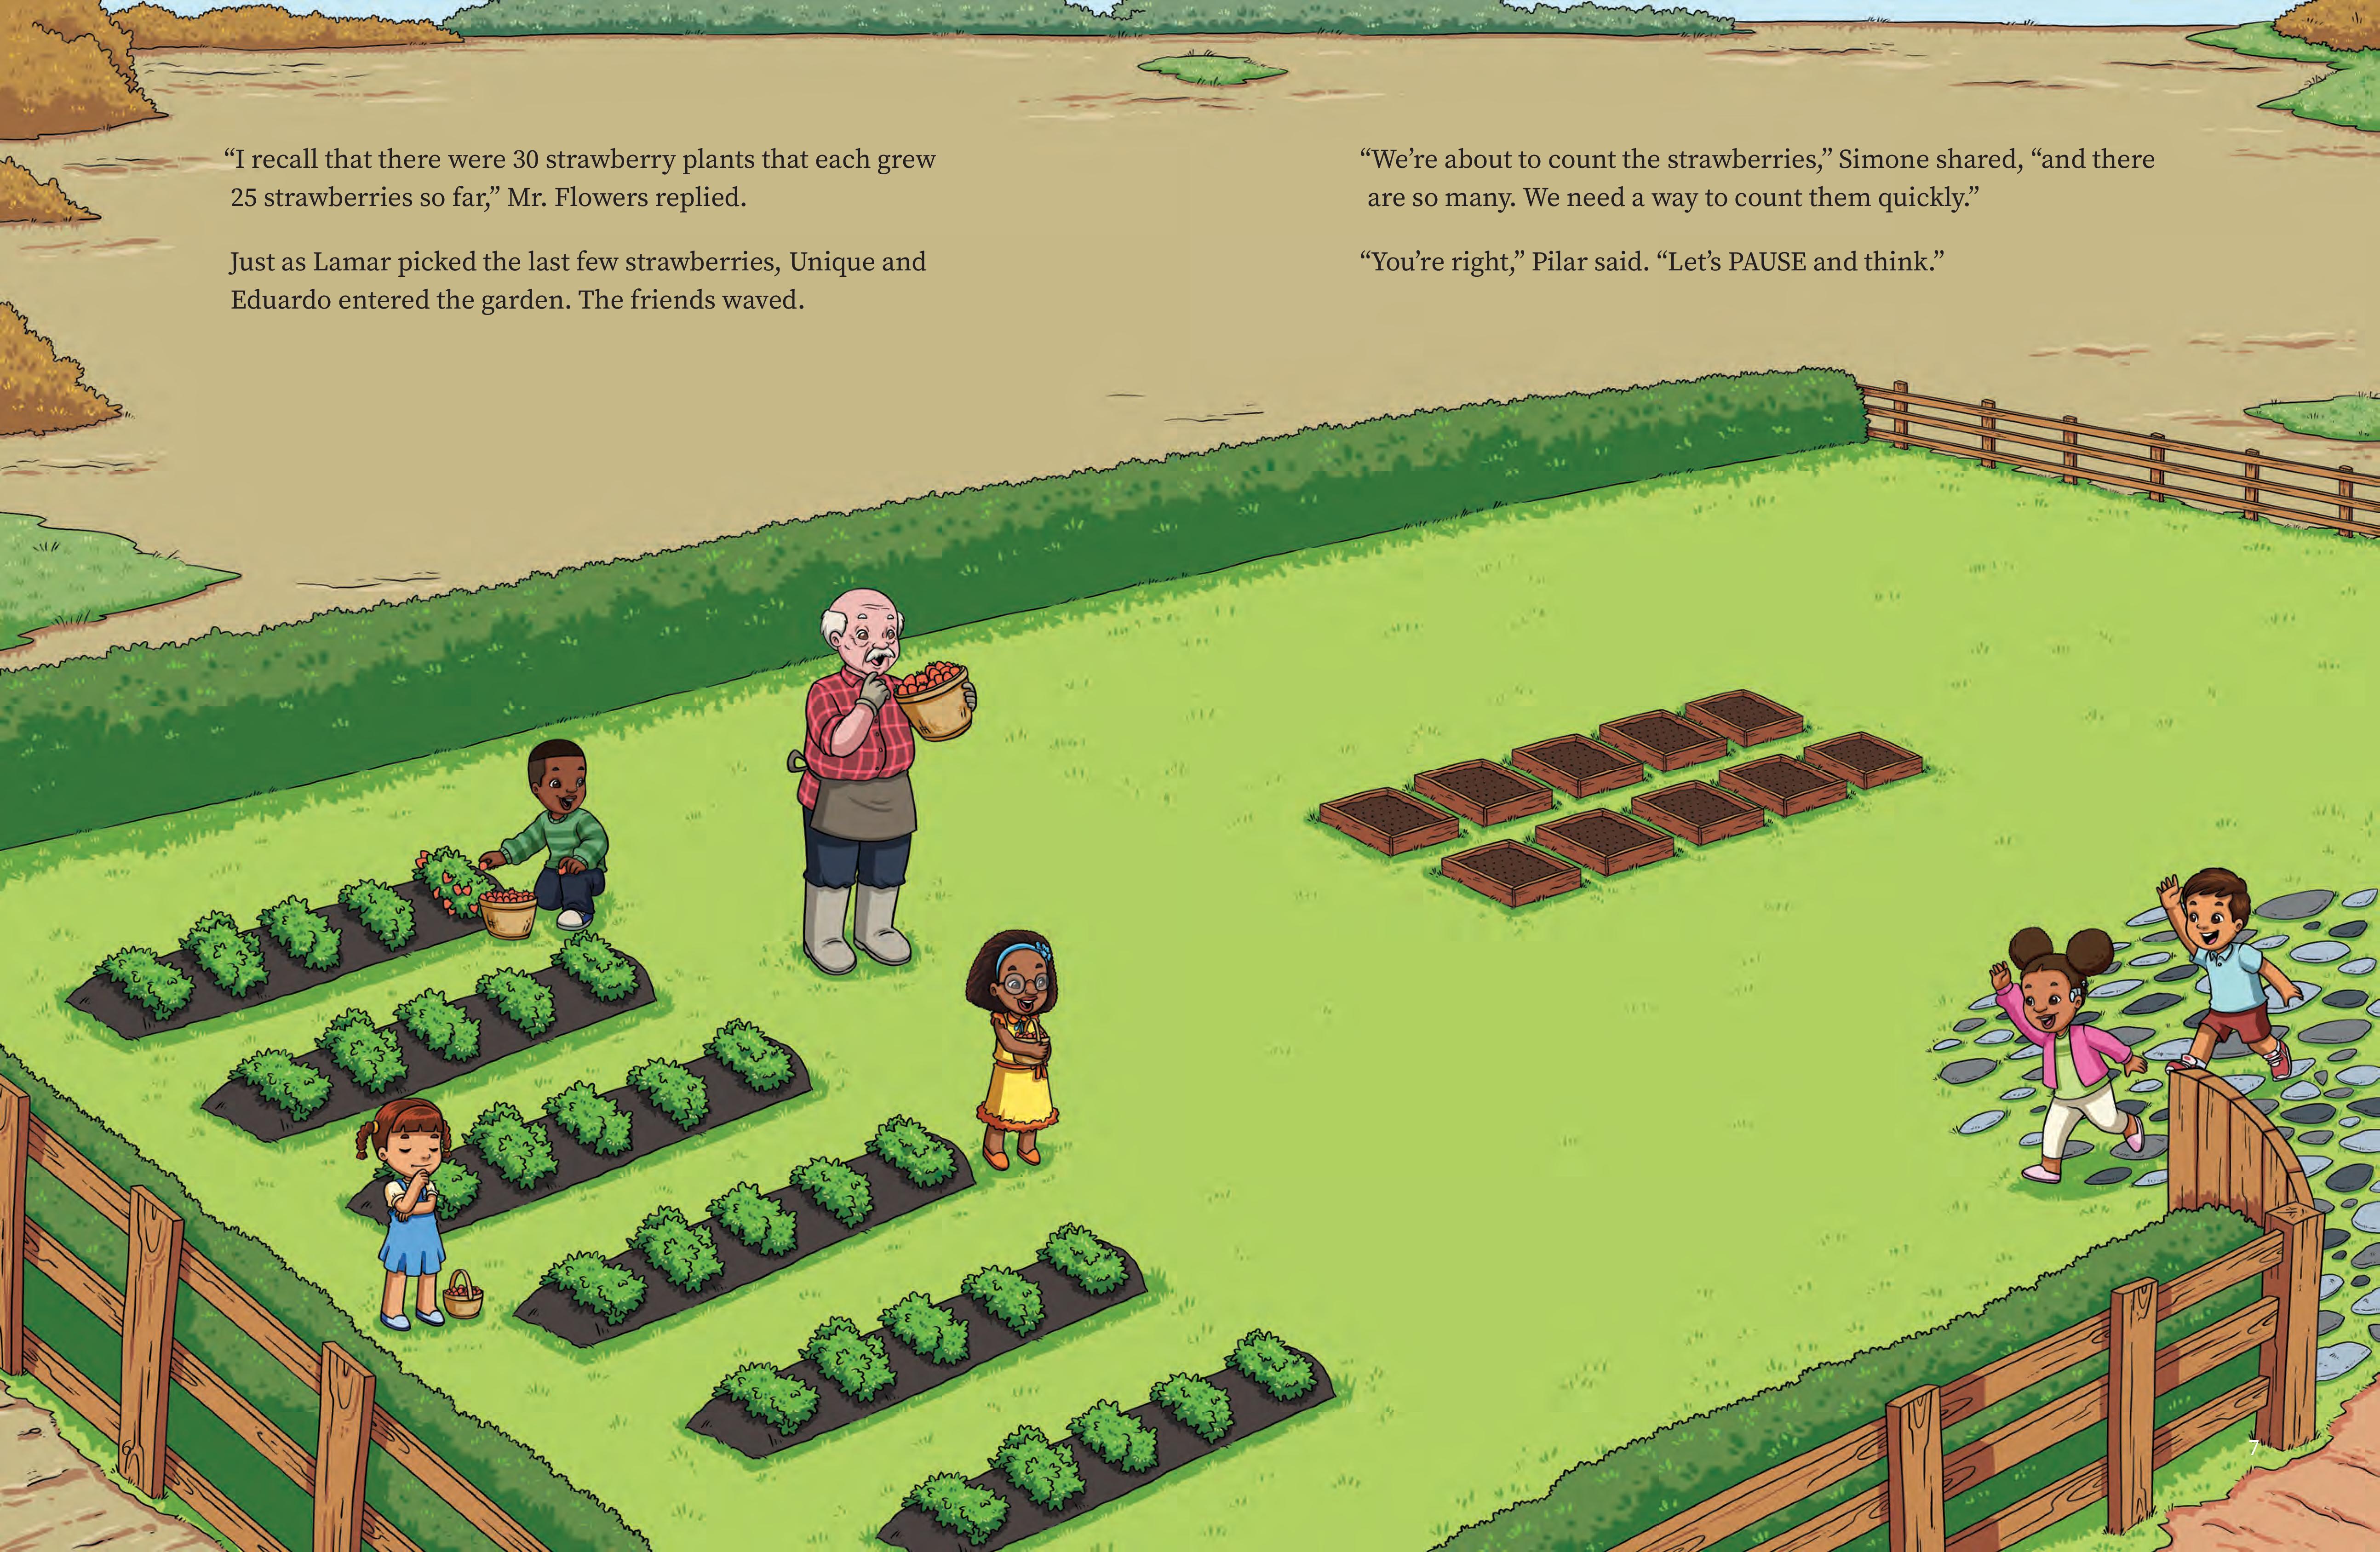 “I recall that there were 30 strawberry plants that each grew
25 strawberries so far,” Mr. Flowers replied.
Just as Lamar picked the last few strawberries, Unique and
Eduardo entered the garden. The friends waved.
“We’re about to count the strawberries,” Simone shared, “and there
are so many. We need a way to count them quickly.”
“You’re right,” Pilar said. “Let’s PAUSE and think.”
7